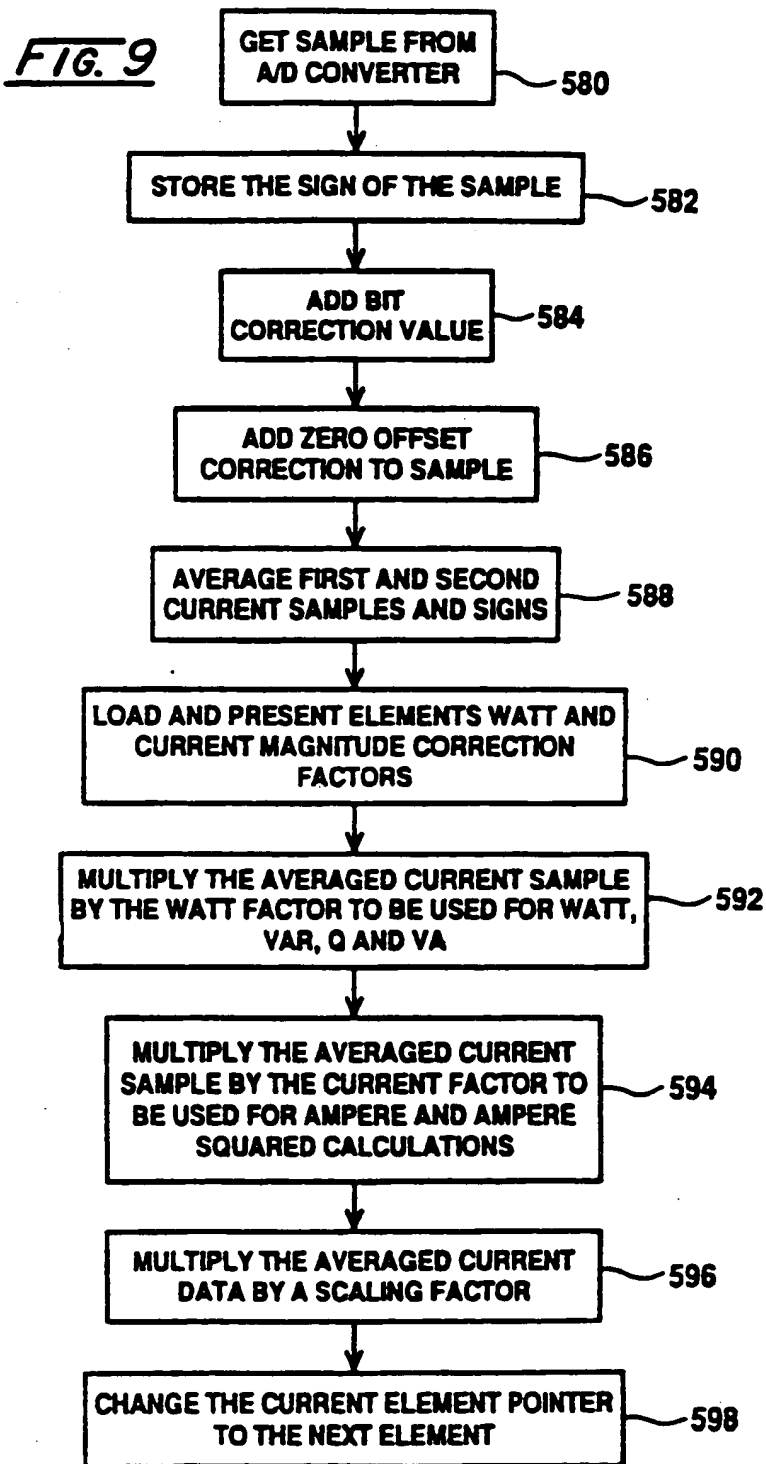 FIG. 9
GET SAMPLE FROM
A/D CONVERTER
580
STORE THE SIGN OF THE SAMPLE
582
ADD BIT
CORRECTION VALUE
584
ADD ZERO OFFSET
CORRECTION TO SAMPLE
586
AVERAGE FIRST AND SECOND
CURRENT SAMPLES AND SIGNS
588
LOAD AND PRESENT ELEMENTS WATT AND
CURRENT MAGNITUDE CORRECTION
FACTORS
590
MULTIPLY THE AVERAGED CURRENT SAMPLE
BY THE WATT FACTOR TO BE USED FOR WATT,
VAR, Q AND VA
592
MULTIPLY THE AVERAGED CURRENT
SAMPLE BY THE CURRENT FACTOR TO
BE USED FOR AMPERE AND AMPERE
SQUARED CALCULATIONS
594
MULTIPLY THE AVERAGED CURRENT
DATA BY A SCALING FACTOR
596
CHANGE THE CURRENT ELEMENT POINTER
TO THE NEXT ELEMENT
598